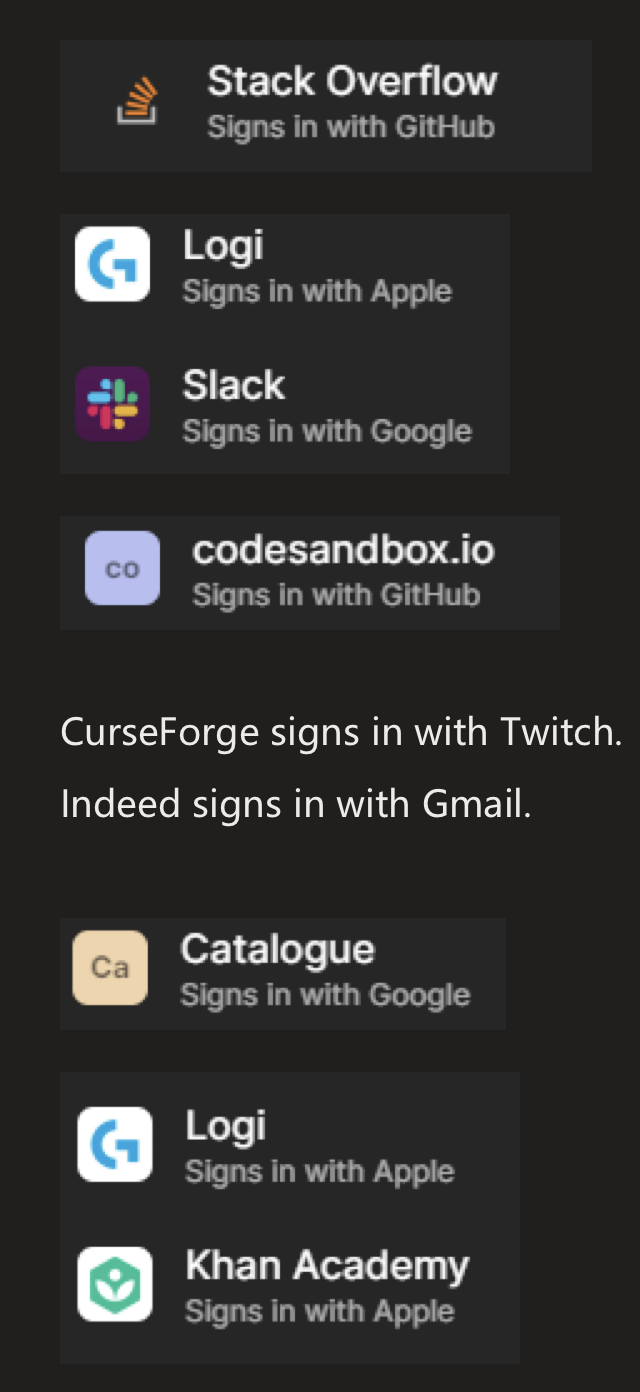 Stack Overflow
Signs in with GitHub
Logi
Signs in with Apple
Slack
Signs in with Google
co
codesandbox.io
Signs in with GitHub
CurseForge signs in with Twitch.
Indeed signs in with Gmail.
Ca
Catalogue
Signs in with Google
Logi
Signs in with Apple
Khan Academy
Signs in with Apple